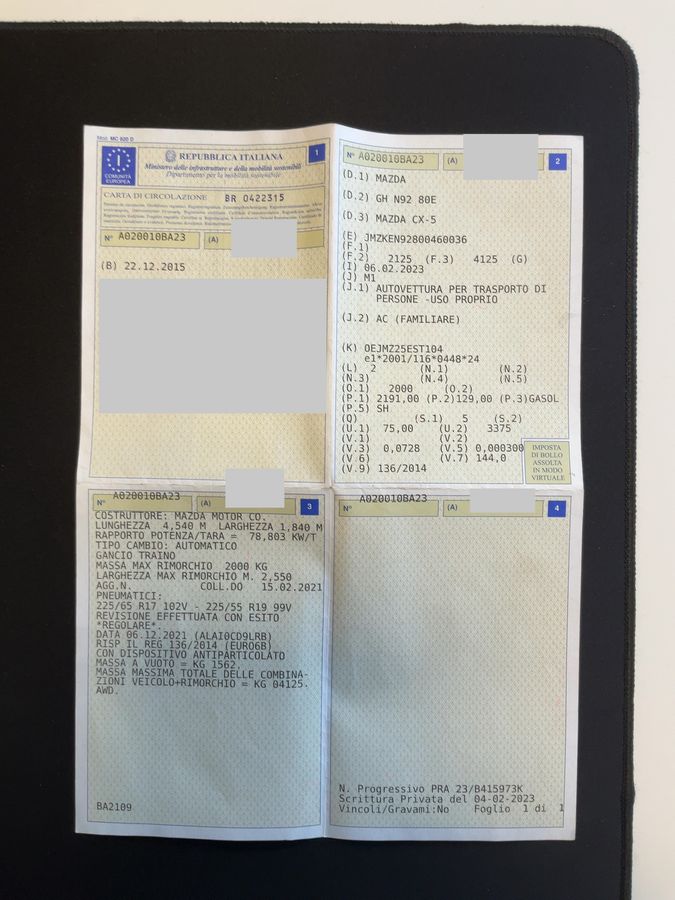 Mod. MC 820 D
1
REPUBBLICA ITALIANA
Ministero delle infrastrutture e della mobilità sostenibili
Dipartimento per la mobilità sostenibile
COMUNITÀ
EUROPEA
CARTA DI CIRCOLAZIONE BR 0422315
N° A020010BA23 (A)
(B) 22.12.2015
N° A020010BA23 (A) 2
(D.1) MAZDA
(D.2) GH N92 80E
(D.3) MAZDA CX-5
(E) JMZKEN92800460036
(F.1)
(F.2) 2125 (F.3) 4125 (G)
(I) 06.02.2023
(J) M1
(J.1) AUTOVETTURA PER TRASPORTO DI
PERSONE -USO PROPRIO
(J.2) AC (FAMILIARE)
(K) OEJMZ25EST104
e1*2001/116*0448*24
(L) 2 (N.1) (N.2)
(N.3) (N.4) (N.5)
(O.1) 2000 (O.2)
(P.1) 2191,00 (P.2)129,00 (P.3)GASOL
(P.5) SH
(Q) (S.1) 5 (S.2)
(U.1) 75,00 (U.2) 3375
(V.1) (V.2)
(V.3) 0,0728 (V.5) 0,000300
(V.6) (V.7) 144,0
(V.9) 136/2014
IMPOSTA
DI BOLLO
ASSOLTA
IN MODO
VIRTUALE
N° A020010BA23 (A) 3
COSTRUTTORE: MAZDA MOTOR CO.
LUNGHEZZA 4,540 M LARGHEZZA 1,840 M
RAPPORTO POTENZA/TARA = 78,803 KW/T
TIPO CAMBIO: AUTOMATICO
GANCIO TRAINO
MASSA MAX RIMORCHIO 2000 KG
LARGHEZZA MAX RIMORCHIO M. 2,550
AGG.N. COLL.DO 15.02.2021
PNEUMATICI:
225/65 R17 102V - 225/55 R19 99V
REVISIONE EFFETTUATA CON ESITO
*REGOLARE*.
DATA 06.12.2021 (ALAI0CD9LRB)
RISP IL REG 136/2014 (EURO6B)
CON DISPOSITIVO ANTIPARTICOLATO
MASSA A VUOTO = KG 1562.
MASSA MASSIMA TOTALE DELLE COMBINA-
ZIONI VEICOLO+RIMORCHIO = KG 04125.
AWD.
BA2109
N° A020010BA23 (A) 4
N. Progressivo PRA 23/B415973K
Scrittura Privata del 04-02-2023
Vincoli/Gravami:No Foglio 1 di 1